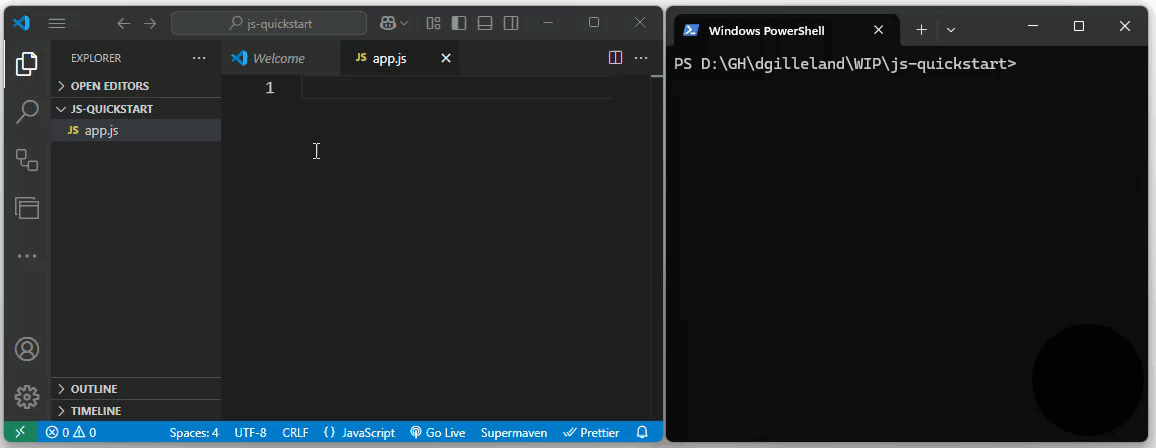 js-quickstart
EXPLORER
OPEN EDITORS
JS-QUICKSTART
JS app.js
OUTLINE
TIMELINE
Welcome
JS app.js
1
0 0
Spaces: 4
UTF-8
CRLF
{ } JavaScript
Go Live
Supermaven
Prettier
Windows PowerShell
PS D:\GH\dgilleland\WIP\js-quickstart>